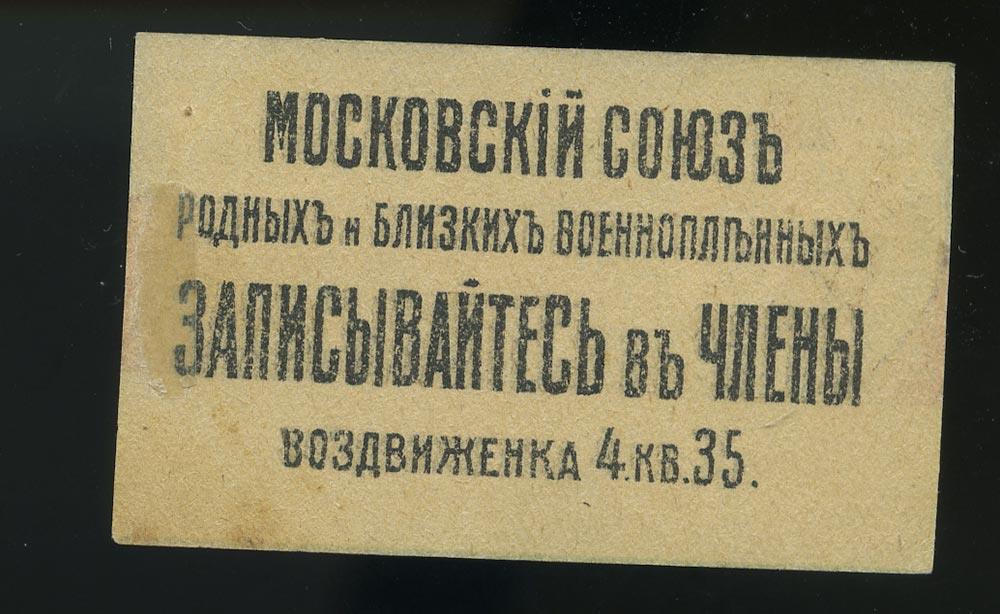 МОСКОВСКІЙ СОЮЗЪ
РОДНЫХЪ и БЛИЗКИХЪ ВОЕННОПЛѢННЫХЪ
ЗАПИСЫВАЙТЕСЬ ВЪ ЧЛЕНЫ
ВОЗДВИЖЕНКА 4.КВ.35.